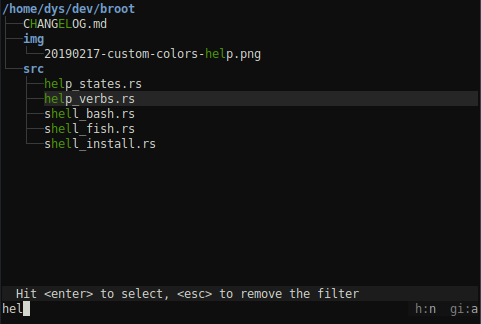 /home/dys/dev/broot
CHANGELOG.md
img
20190217-custom-colors-help.png
src
help_states.rs
help_verbs.rs
shell_bash.rs
shell_fish.rs
shell_install.rs
Hit <enter> to select, <esc> to remove the filter
hel h:n gi:a